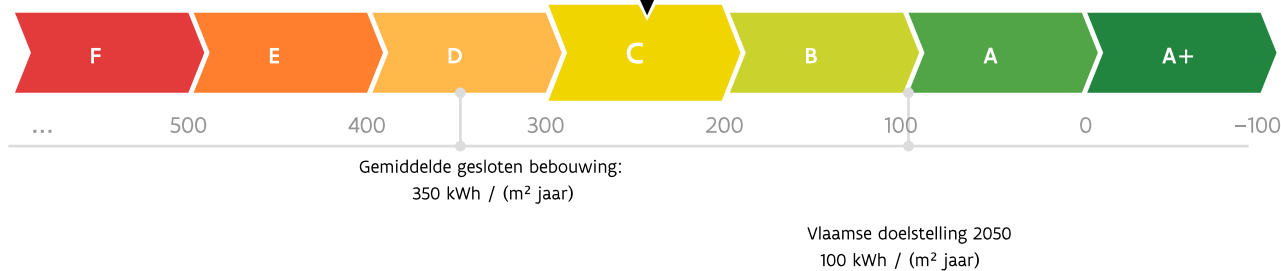 F E D C B A A+
... 500 400 300 200 100 0 –100
Gemiddelde gesloten bebouwing:
350 kWh / (m² jaar)
Vlaamse doelstelling 2050
100 kWh / (m² jaar)